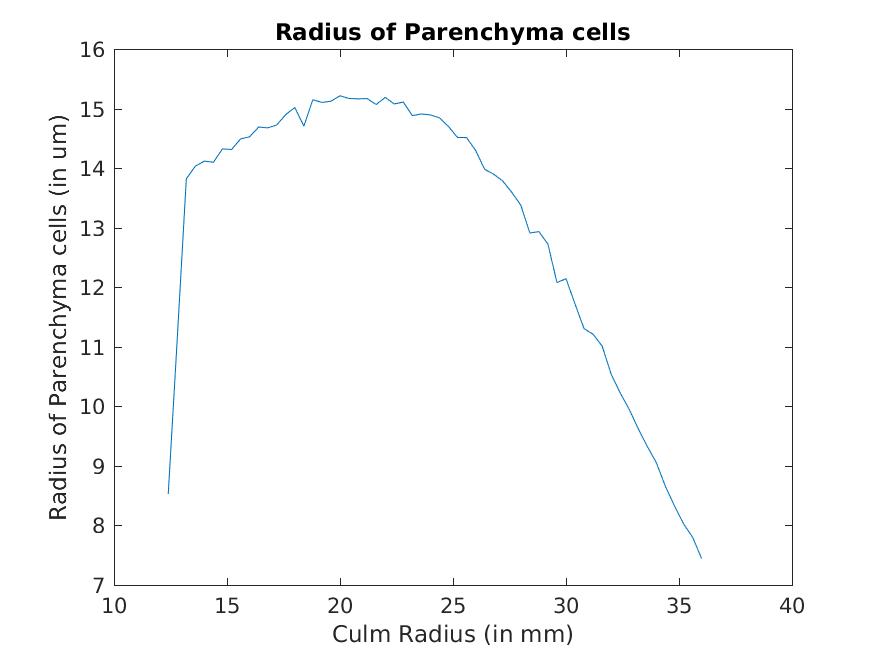 Radius of Parenchyma cells
16
15
14
13
12
11
10
9
8
7
Radius of Parenchyma cells (in um)
10 15 20 25 30 35 40
Culm Radius (in mm)